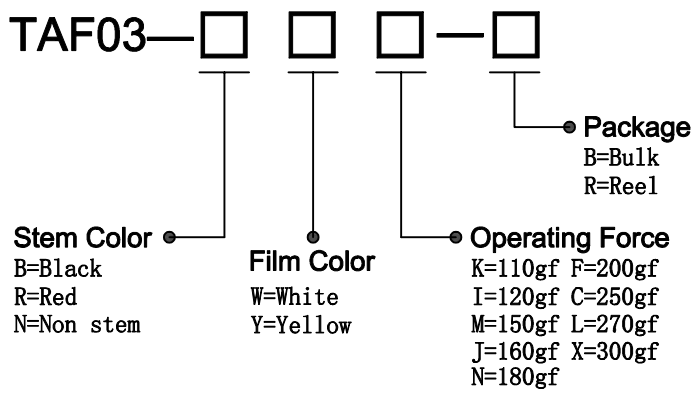 TAF03—□ □ □—□
Package
B=Bulk
R=Reel
Stem Color
B=Black
R=Red
N=Non stem
Film Color
W=White
Y=Yellow
Operating Force
K=110gf F=200gf
I=120gf C=250gf
M=150gf L=270gf
J=160gf X=300gf
N=180gf